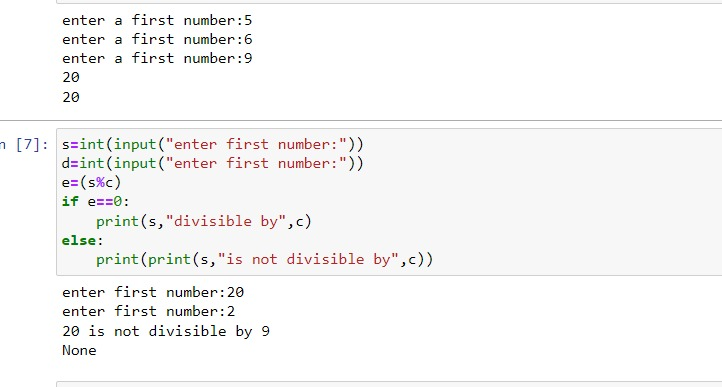 enter a first number:5
enter a first number:6
enter a first number:9
20
20
n [7]: s=int(input("enter first number:"))
d=int(input("enter first number:"))
e=(s%c)
if e==0:
    print(s,"divisible by",c)
else:
    print(print(s,"is not divisible by",c))
enter first number:20
enter first number:2
20 is not divisible by 9
None